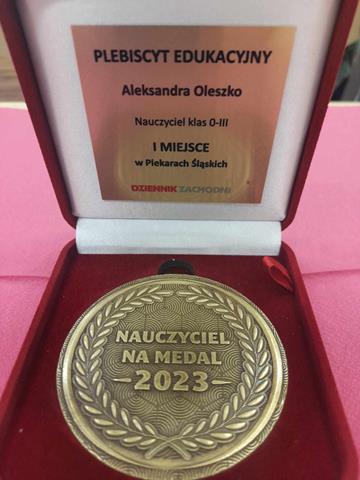 PLEBISCYT EDUKACYJNY
Aleksandra Oleszko
Nauczyciel klas 0-III
I MIEJSCE
w Piekarach Śląskich
DZIENNIK ZACHODNI
NAUCZYCIEL
NA MEDAL
2023